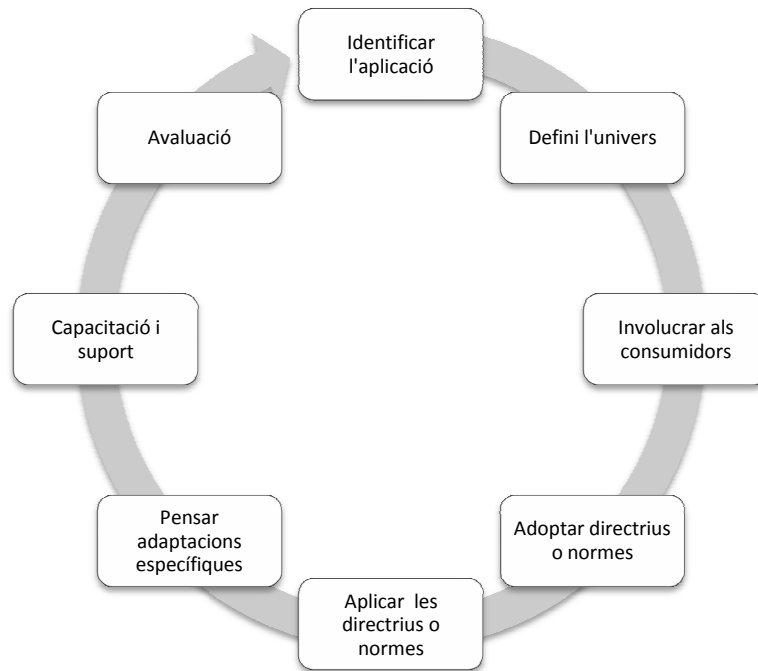 Identificar
l'aplicació
Defini l'univers
Involucrar als
consumidors
Adoptar directrius
o normes
Aplicar les
directrius o
normes
Pensar
adaptacions
específiques
Capacitació i
suport
Avaluació